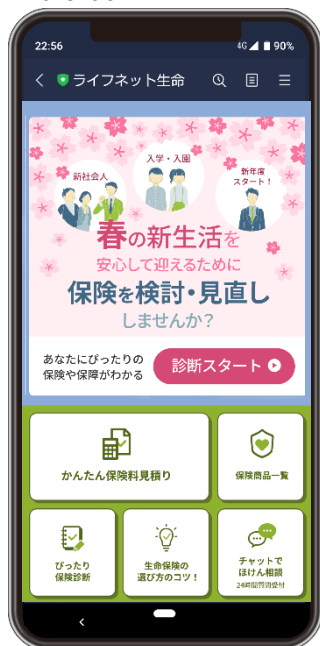 22:56
4G 90%
ライフネット生命
新社会人
入学・入園
新年度
スタート！
春の新生活を
安心して迎えるために
保険を検討・見直し
しませんか？
あなたにぴったりの
保険や保障がわかる
診断スタート
かんたん保険料見積り
保険商品一覧
ぴったり
保険診断
生命保険の
選び方のコツ！
チャットで
ほけん相談
24時間質問受付